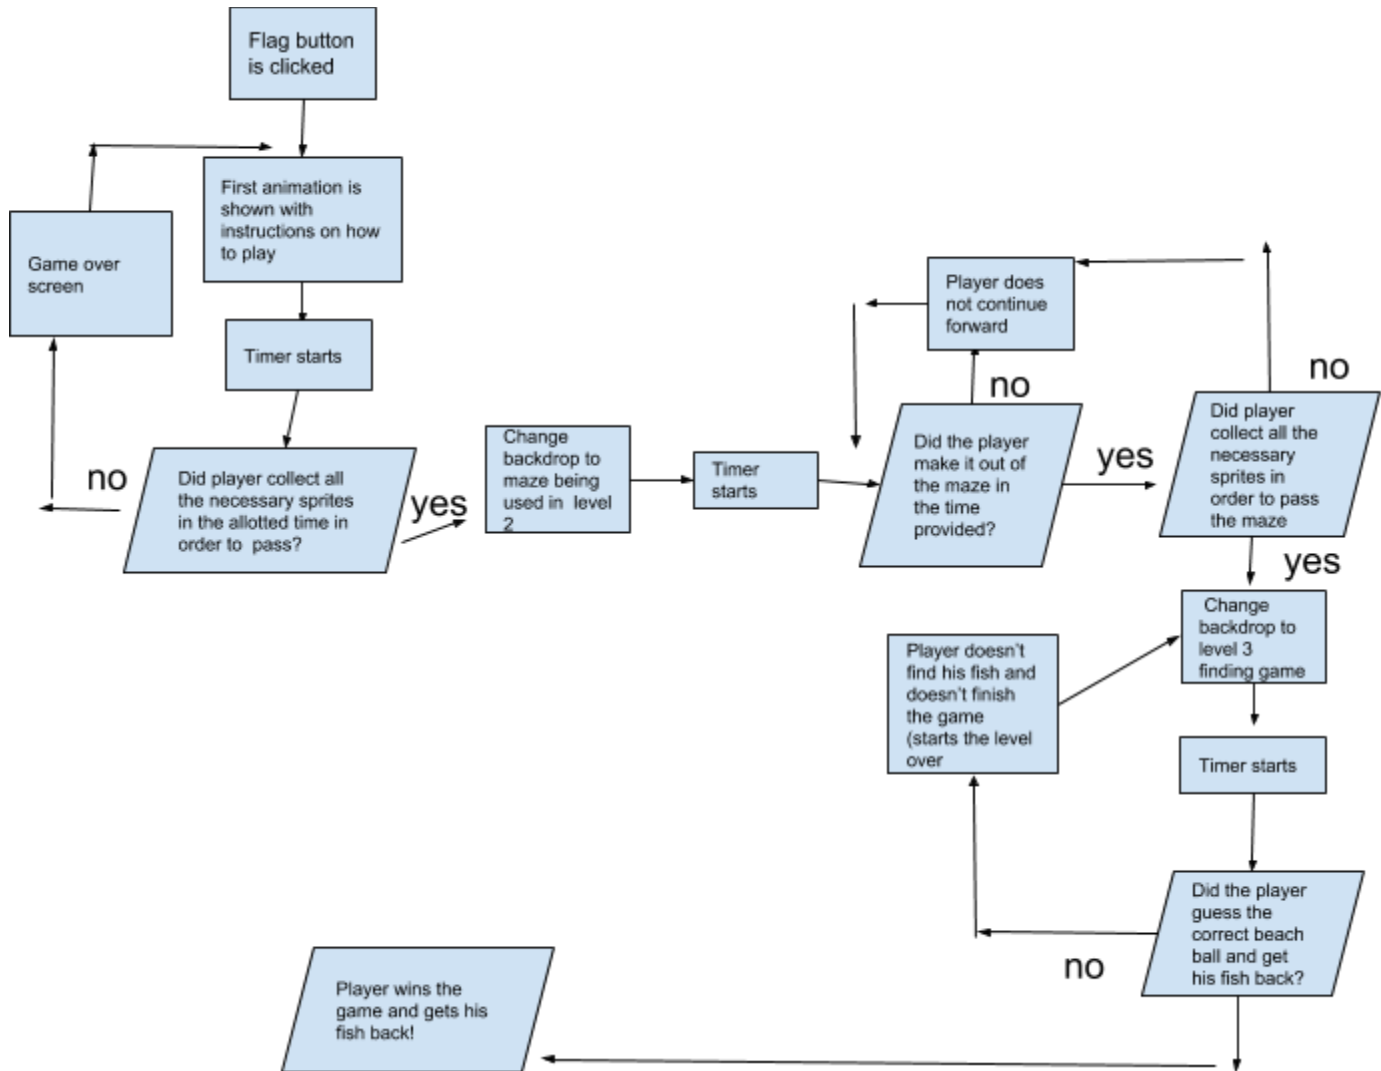 Flag button
is clicked
First animation is
shown with
instructions on how
to play
Game over
screen
Timer starts
no
Did player collect all
the necessary sprites
in the allotted time in
order to  pass?
yes
Change
backdrop to
maze being
used in  level
2
Timer
starts
Player does
not continue
forward
no
Did the player
make it out of
the maze in
the time
provided?
yes
no
Did player
collect all the
necessary
sprites in
order to pass
the maze
yes
Change
backdrop to
level 3
finding game
Player doesn't
find his fish and
doesn't finish
the game
(starts the level
over
Timer starts
Did the player
guess the
correct beach
ball and get
his fish back?
no
Player wins the
game and gets his
fish back!